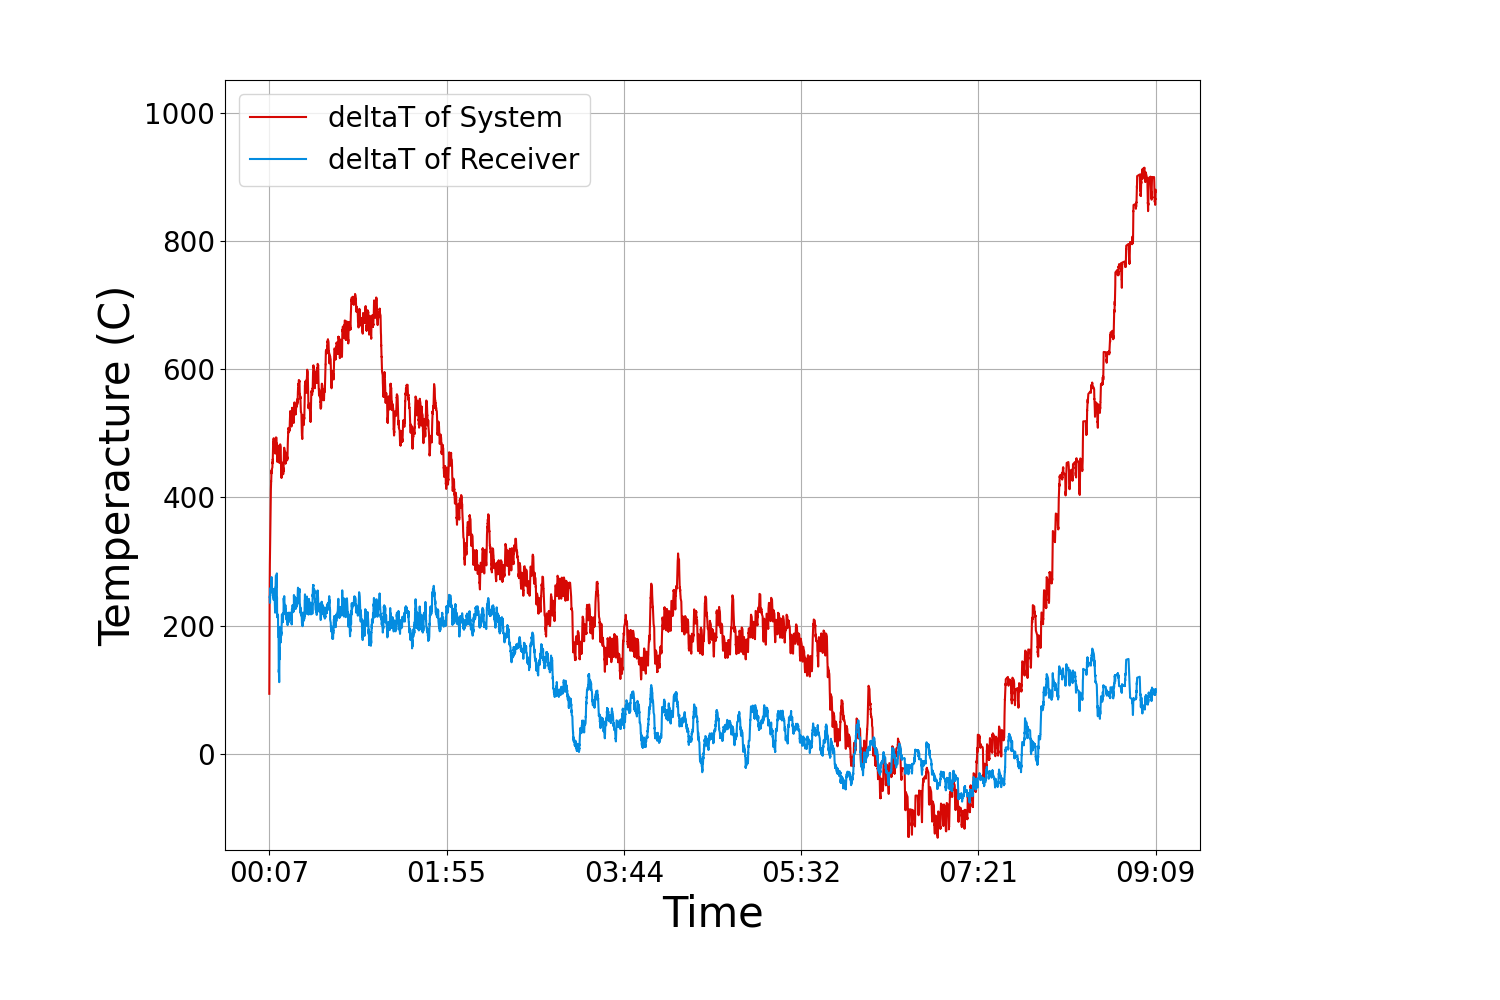 deltaT of System
deltaT of Receiver
1000
800
600
400
200
0
Temperacture (C)
00:07 01:55 03:44 05:32 07:21 09:09
Time